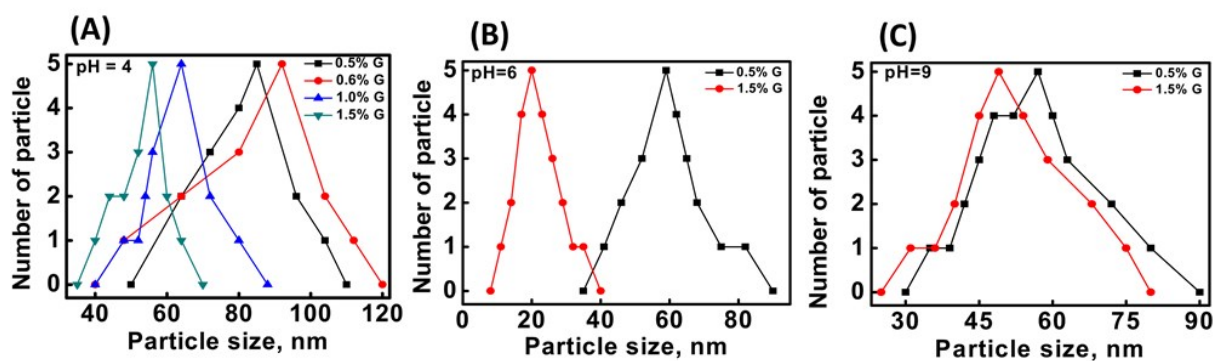 (A)
pH = 4
0.5% G
0.6% G
1.0% G
1.5% G
Number of particle
5
4
3
2
1
0
40 60 80 100 120
Particle size, nm
(B)
pH=6
0.5% G
1.5% G
Number of particle
5
4
3
2
1
0
0 20 40 60 80
Particle size, nm
(C)
pH=9
0.5% G
1.5% G
Number of particle
5
4
3
2
1
0
30 45 60 75 90
Particle size, nm